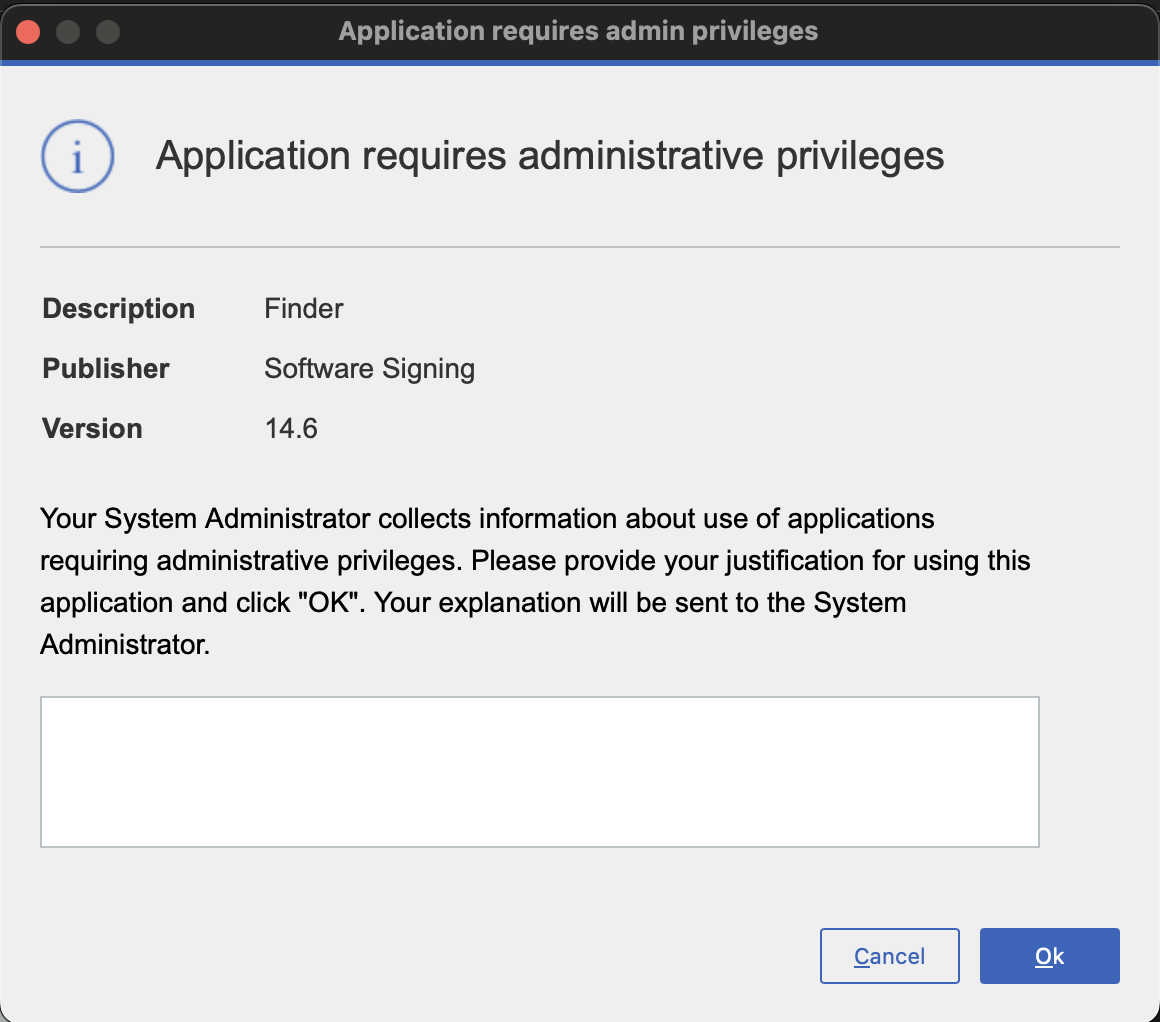 Application requires admin privileges
i
Application requires administrative privileges
Description Finder
Publisher Software Signing
Version 14.6
Your System Administrator collects information about use of applications
requiring administrative privileges. Please provide your justification for using this
application and click "OK". Your explanation will be sent to the System
Administrator.
Cancel Ok